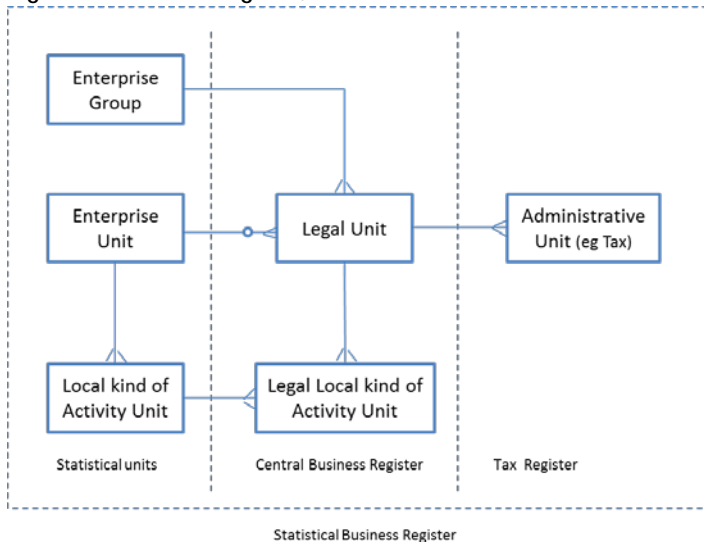 Enterprise
Group
Enterprise
Unit
Legal Unit
Administrative
Unit (eg Tax)
Local kind of
Activity Unit
Legal Local kind of
Activity Unit
Statistical units
Central Business Register
Tax Register
Statistical Business Register